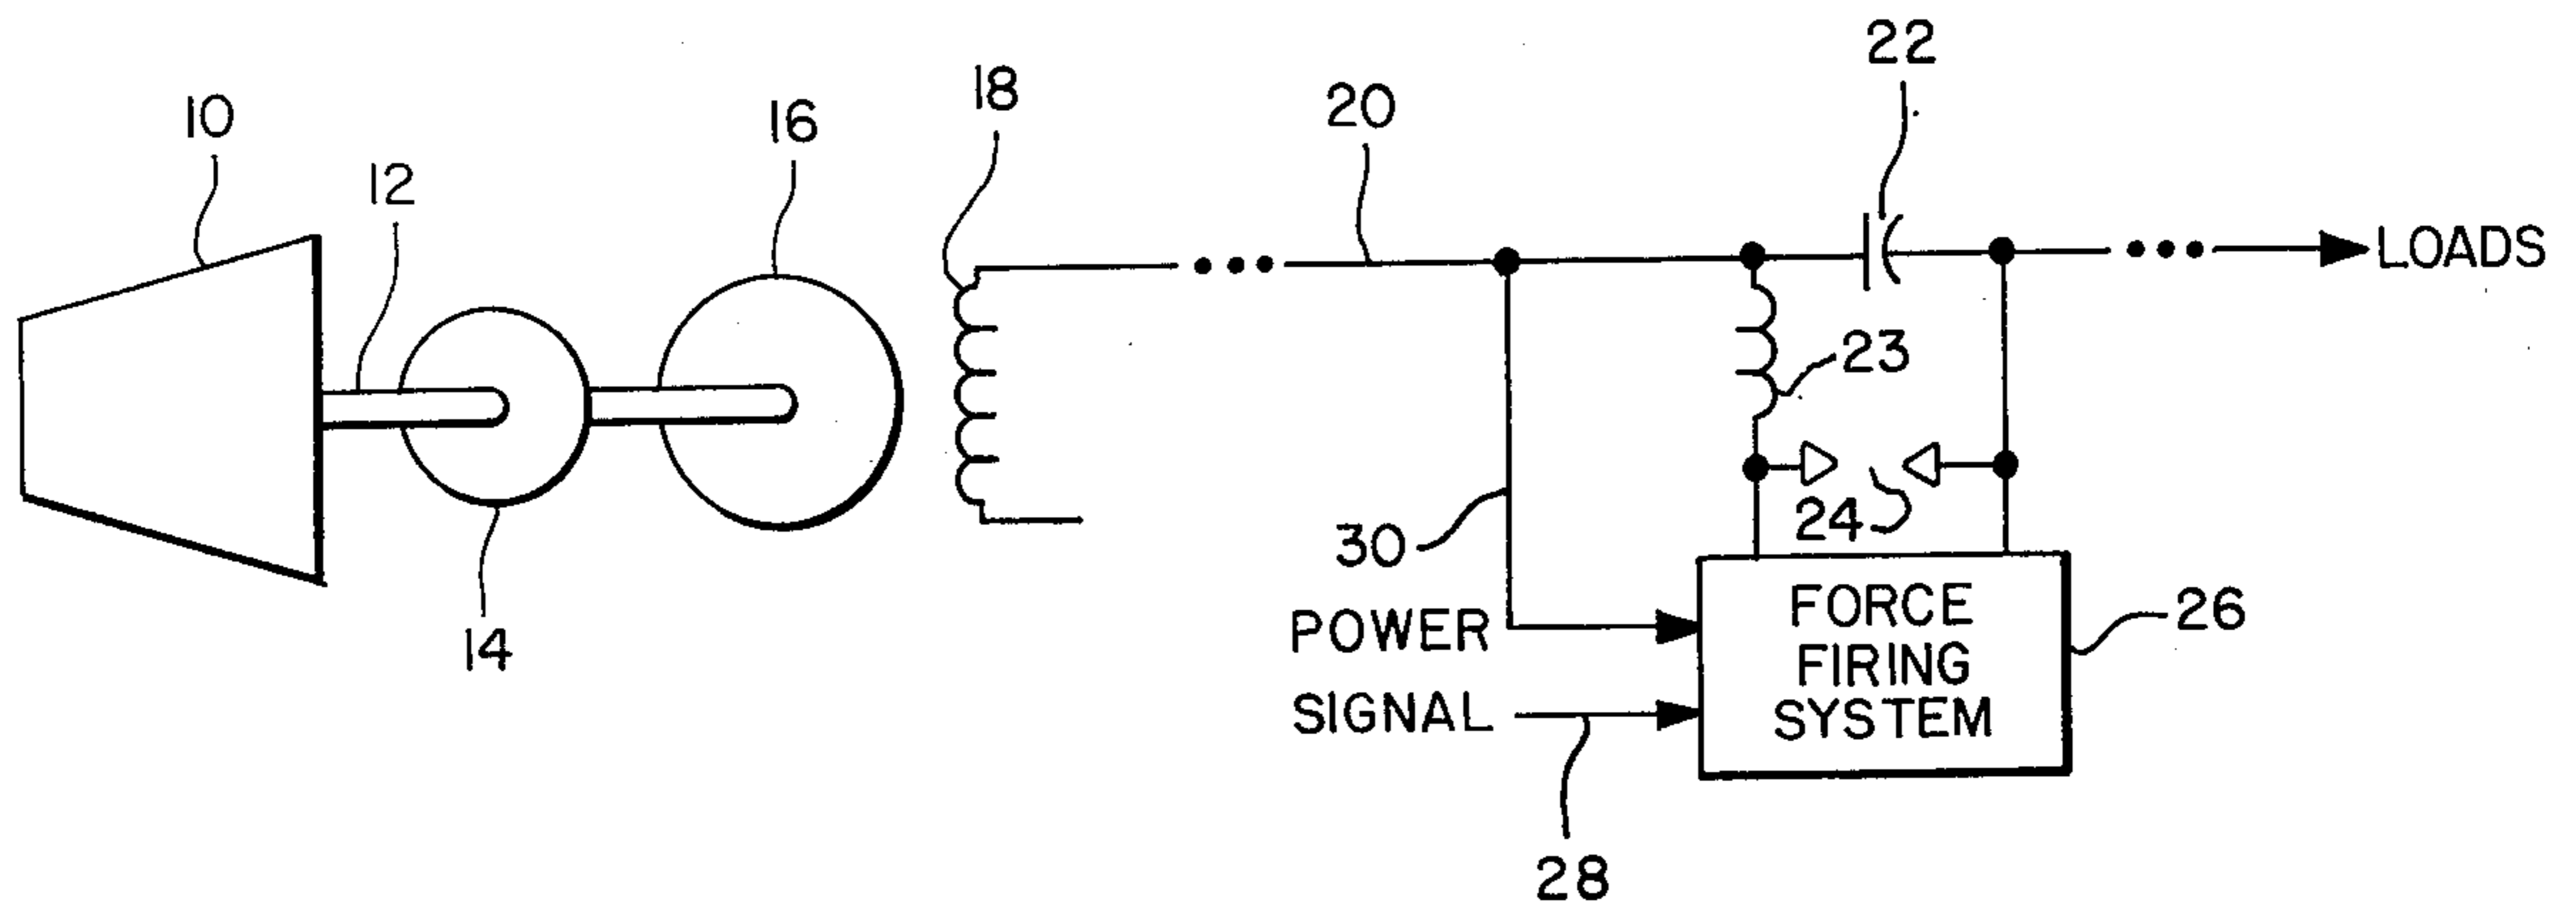 10
12
14
16
18
20
22
LOADS
23
24
30
POWER
SIGNAL
28
FORCE
FIRING
SYSTEM
26